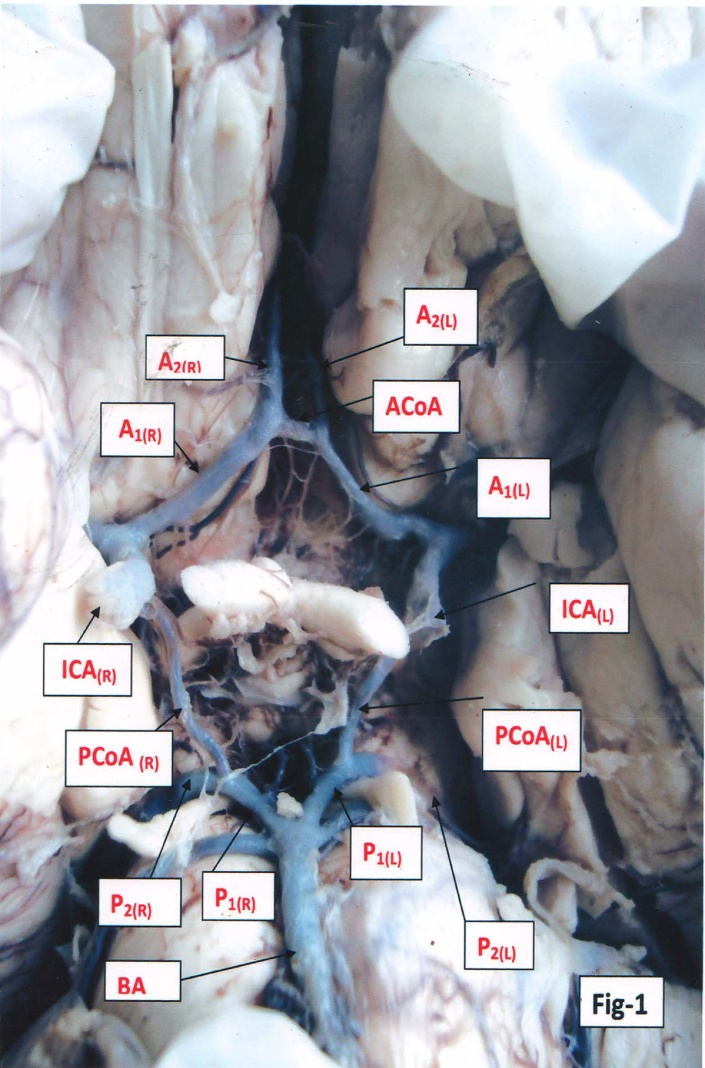 A2(L)
A2(R)
ACoA
A1(R)
A1(L)
ICA(L)
ICA(R)
PCoA(L)
PCoA (R)
P1(L)
P2(R)
P1(R)
P2(L)
BA
Fig-1